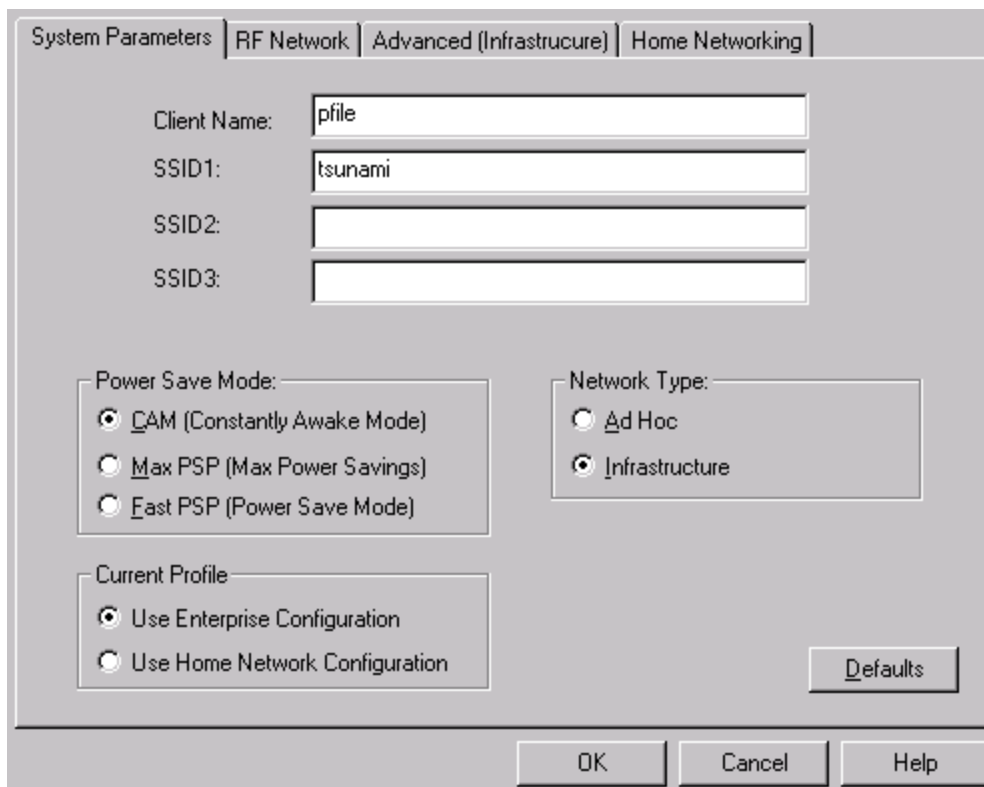 System Parameters RF Network Advanced (Infrastrucure) Home Networking
Client Name: pfile
SSID1: tsunami
SSID2:
SSID3:
Power Save Mode:
CAM (Constantly Awake Mode)
Max PSP (Max Power Savings)
Fast PSP (Power Save Mode)
Network Type:
Ad Hoc
Infrastructure
Current Profile
Use Enterprise Configuration
Use Home Network Configuration
Defaults
OK Cancel Help